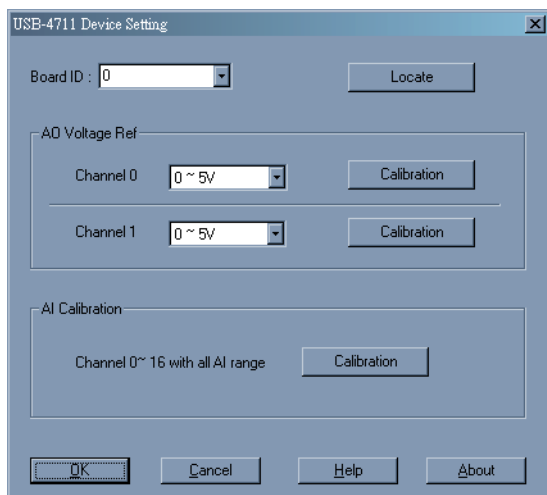 USB-4711 Device Setting
Board ID : 0
Locate
AO Voltage Ref
Channel 0 0 ~ 5V Calibration
Channel 1 0 ~ 5V Calibration
AI Calibration
Channel 0~ 16 with all AI range Calibration
OK Cancel Help About